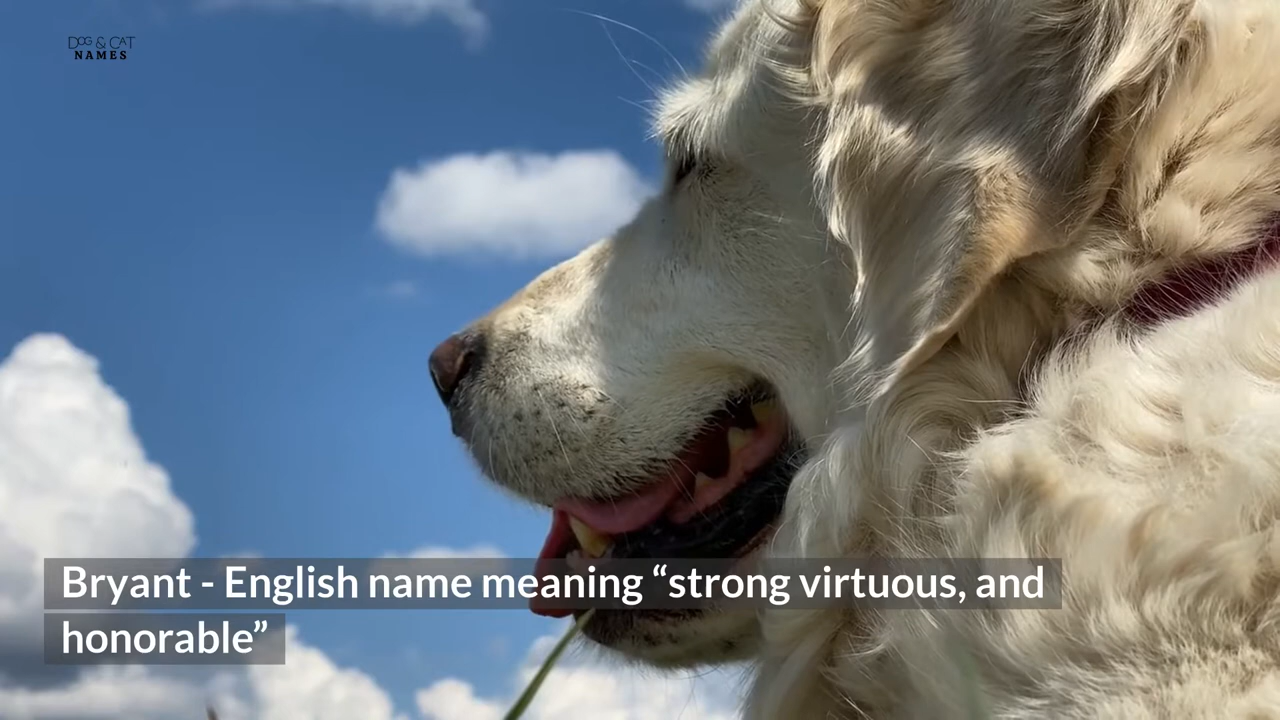 DOG & CAT
NAMES
Bryant - English name meaning “strong virtuous, and
honorable”